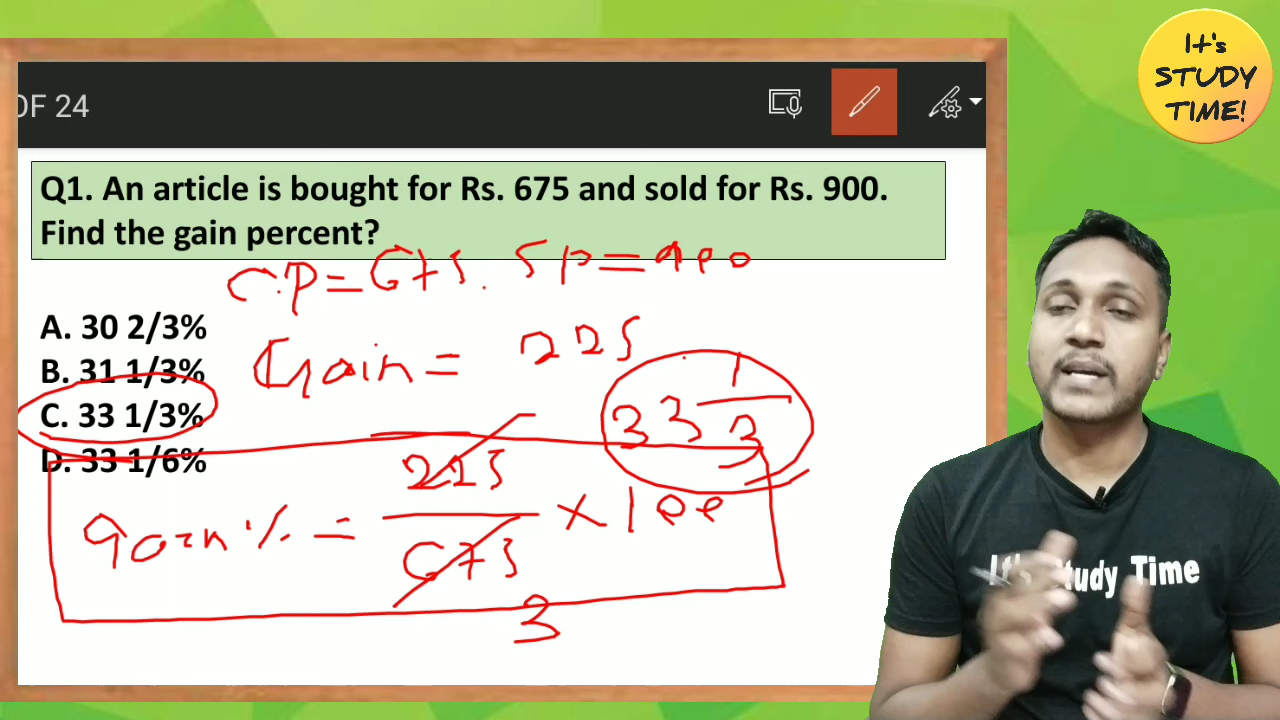 It's
STUDY
TIME!
OF 24
Q1. An article is bought for Rs. 675 and sold for Rs. 900.
Find the gain percent?
C.P = 675. SP = 900
A. 30 2/3%
B. 31 1/3%
C. 33 1/3%
D. 33 1/6%
Gain = 225
33 1/3
gain % = 225/675 × 100
3
It's Study Time